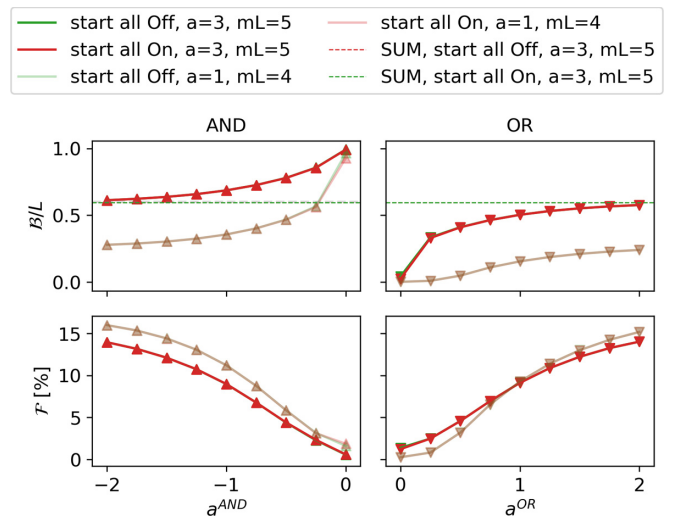 start all Off, a=3, mL=5
start all On, a=3, mL=5
start all Off, a=1, mL=4
start all On, a=1, mL=4
SUM, start all Off, a=3, mL=5
SUM, start all On, a=3, mL=5
AND
OR
1.0
0.5
0.0
ℬ/L
15
10
5
0
ℱ [%]
−2
−1
0
a^{AND}
0
1
2
a^{OR}